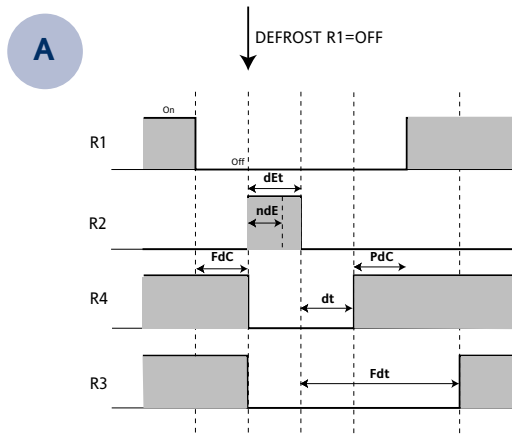 A
DEFROST R1=OFF
On
R1
Off
dEt
ndE
R2
FdC
PdC
R4
dt
Fdt
R3